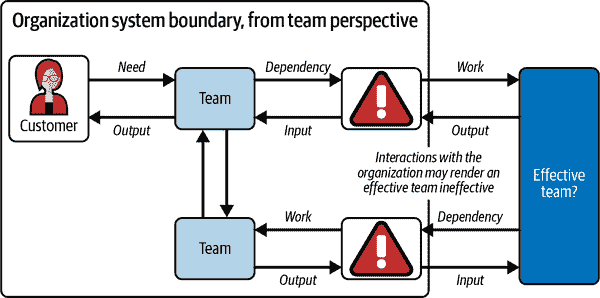 Organization system boundary, from team perspective
Need
Dependency
Work
Team
Customer
Output
Input
Output
Interactions with the
organization may render an
effective team ineffective
Effective
team?
Work
Dependency
Team
Output
Input